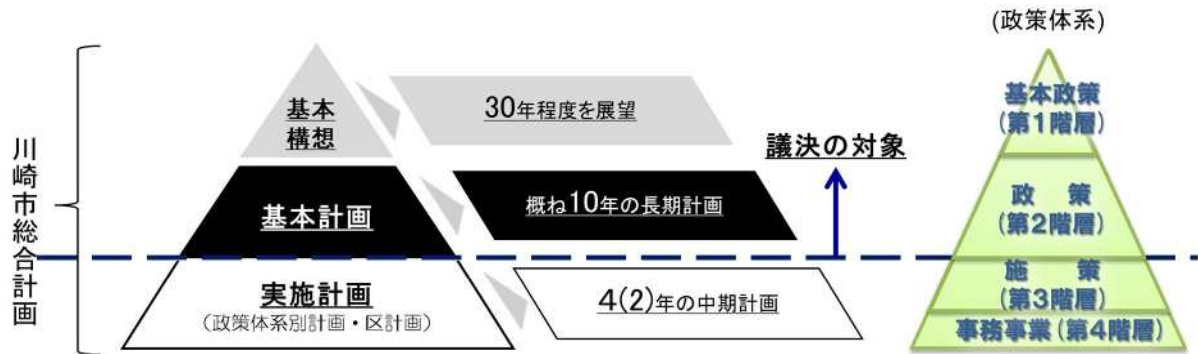 川崎市総合計画
基本
構想
30年程度を展望
基本計画
概ね10年の長期計画
実施計画
(政策体系別計画・区計画)
4(2)年の中期計画
議決の対象
(政策体系)
基本政策
(第1階層)
政　策
(第2階層)
施　策
(第3階層)
事務事業(第4階層)